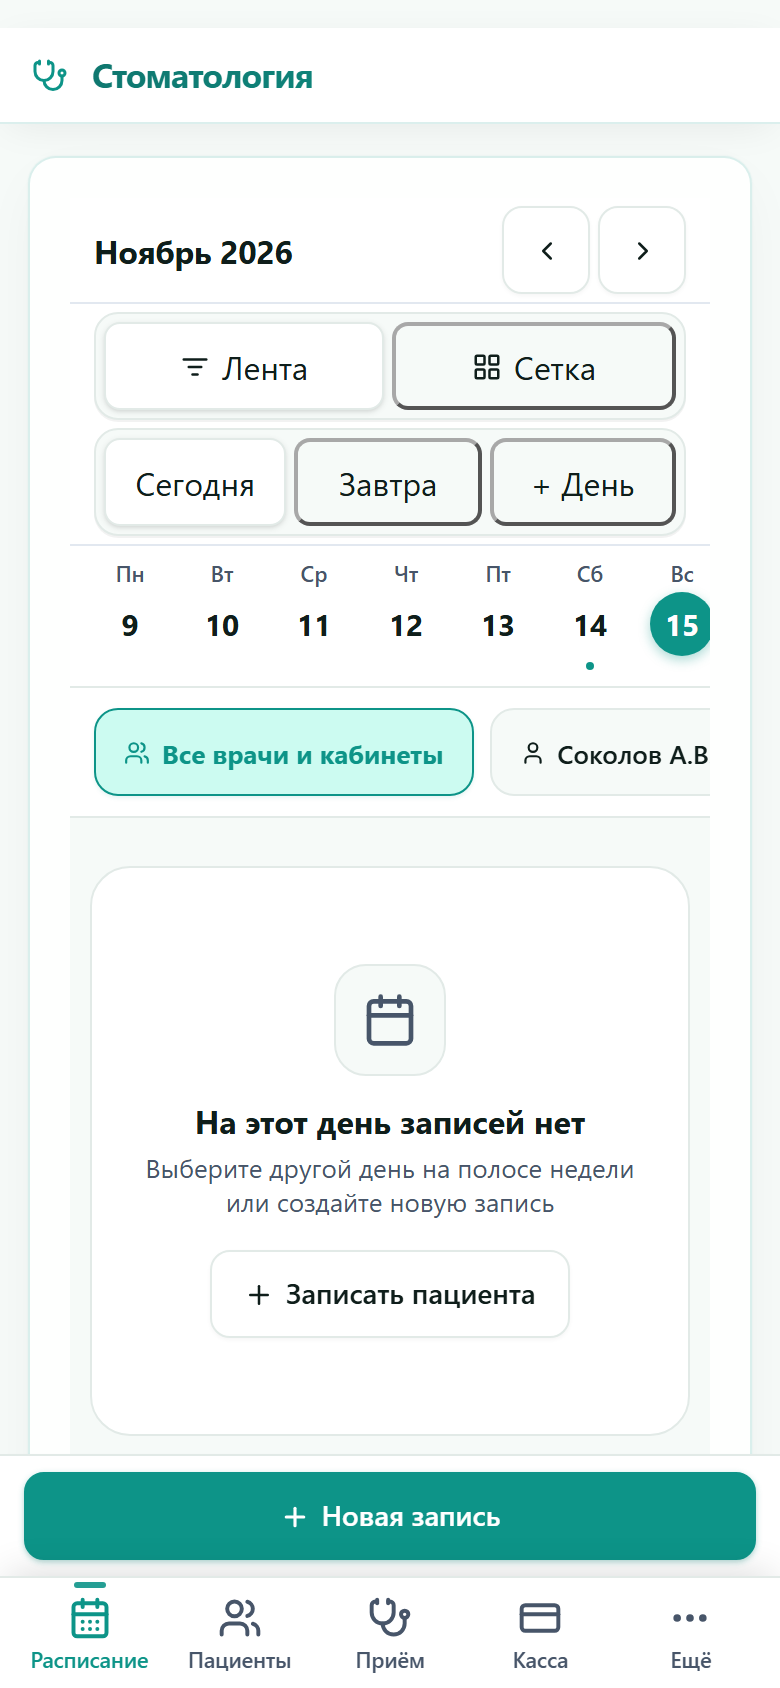 Стоматология
Ноябрь 2026
Лента Сетка
Сегодня Завтра + День
Пн Вт Ср Чт Пт Сб Вс
9 10 11 12 13 14 15
Все врачи и кабинеты Соколов А.В
На этот день записей нет
Выберите другой день на полосе недели
или создайте новую запись
+ Записать пациента
+ Новая запись
Расписание Пациенты Приём Касса Ещё